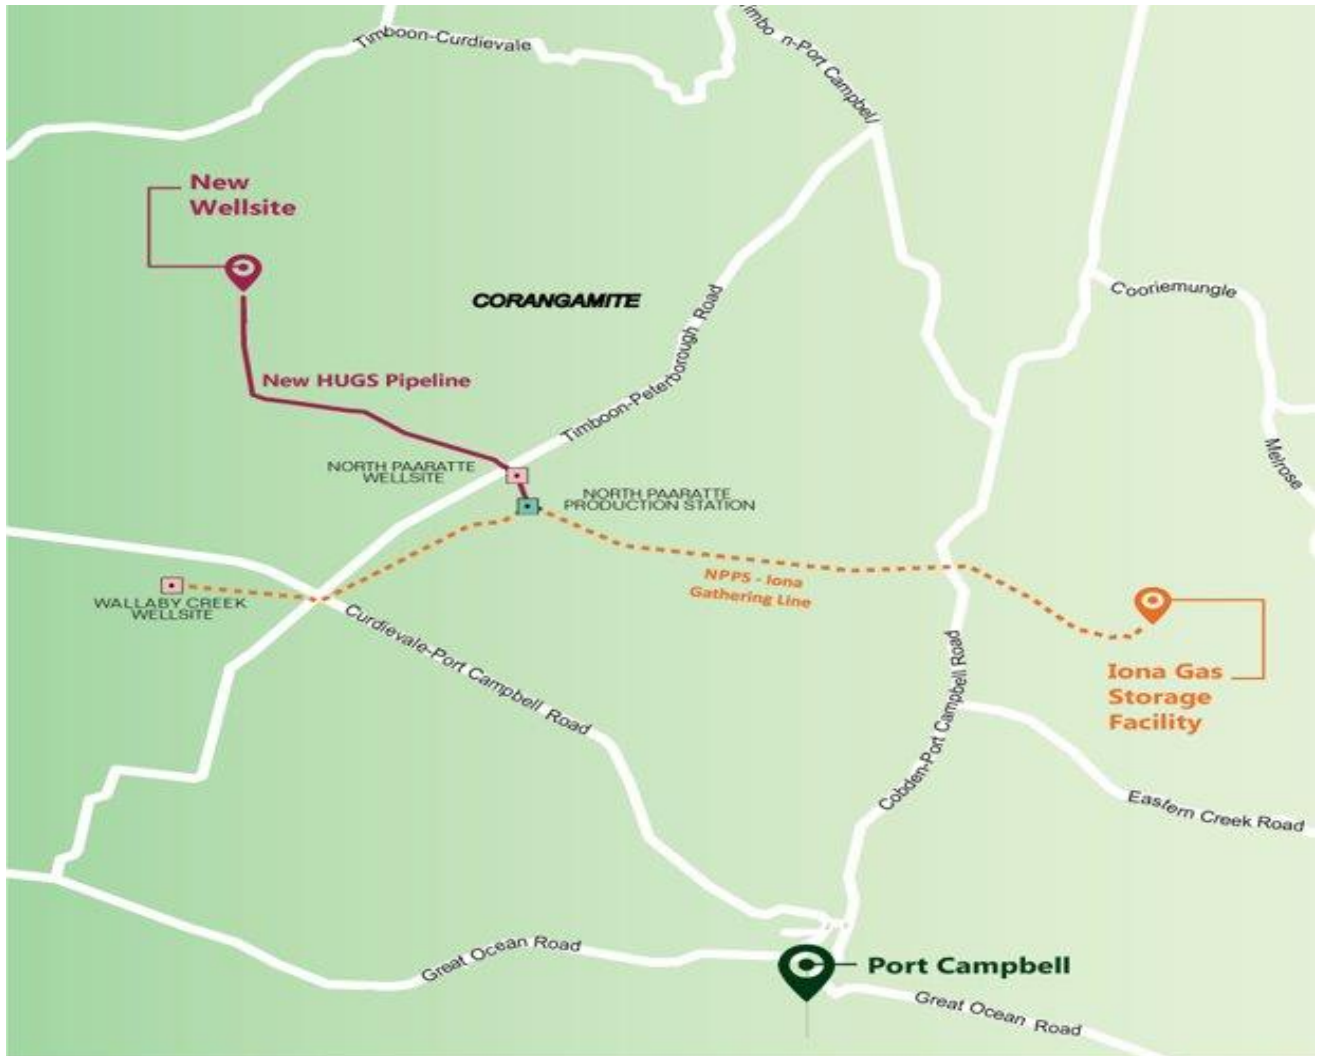 Timboon-Curdievale
Timbo n-Port Campbell
New
Wellsite
CORANGAMITE
Cooriemungle
Timboon-Peterborough Road
New HUGS Pipeline
Melrose
NORTH PAARATTE
WELLSITE
NORTH PAARATTE
PRODUCTION STATION
NPPS - Iona
Gathering Line
WALLABY CREEK
WELLSITE
Curdievale-Port Campbell Road
Cobden-Port Campbell Road
Iona Gas
Storage
Facility
Eastern Creek Road
Great Ocean Road
Port Campbell
Great Ocean Road